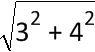 √3² + 4²